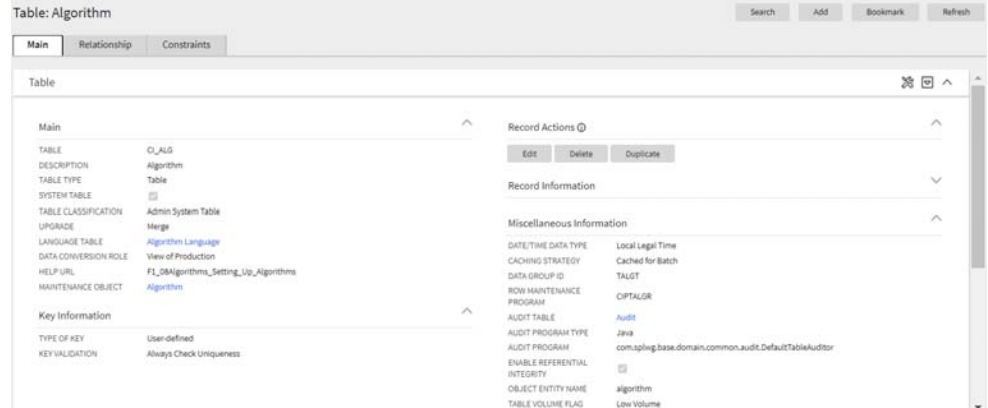 Table: Algorithm
Search Add Bookmark Refresh
Main Relationship Constraints
Table
Main
TABLE CI_ALG
DESCRIPTION Algorithm
TABLE TYPE Table
SYSTEM TABLE
TABLE CLASSIFICATION Admin System Table
UPGRADE Merge
LANGUAGE TABLE Algorithm Language
DATA CONVERSION ROLE View of Production
HELP URL F1_08Algorithms_Setting_Up_Algorithms
MAINTENANCE OBJECT Algorithm
Key Information
TYPE OF KEY User-defined
KEY VALIDATION Always Check Uniqueness
Record Actions
Edit Delete Duplicate
Record Information
Miscellaneous Information
DATE/TIME DATA TYPE Local Legal Time
CACHING STRATEGY Cached for Batch
DATA GROUP ID TALGT
ROW MAINTENANCE
PROGRAM CIPTALGR
AUDIT TABLE Audit
AUDIT PROGRAM TYPE Java
AUDIT PROGRAM com.splwg.base.domain.common.audit.DefaultTableAuditor
ENABLE REFERENTIAL
INTEGRITY
OBJECT ENTITY NAME algorithm
TABLE VOLUME FLAG Low Volume